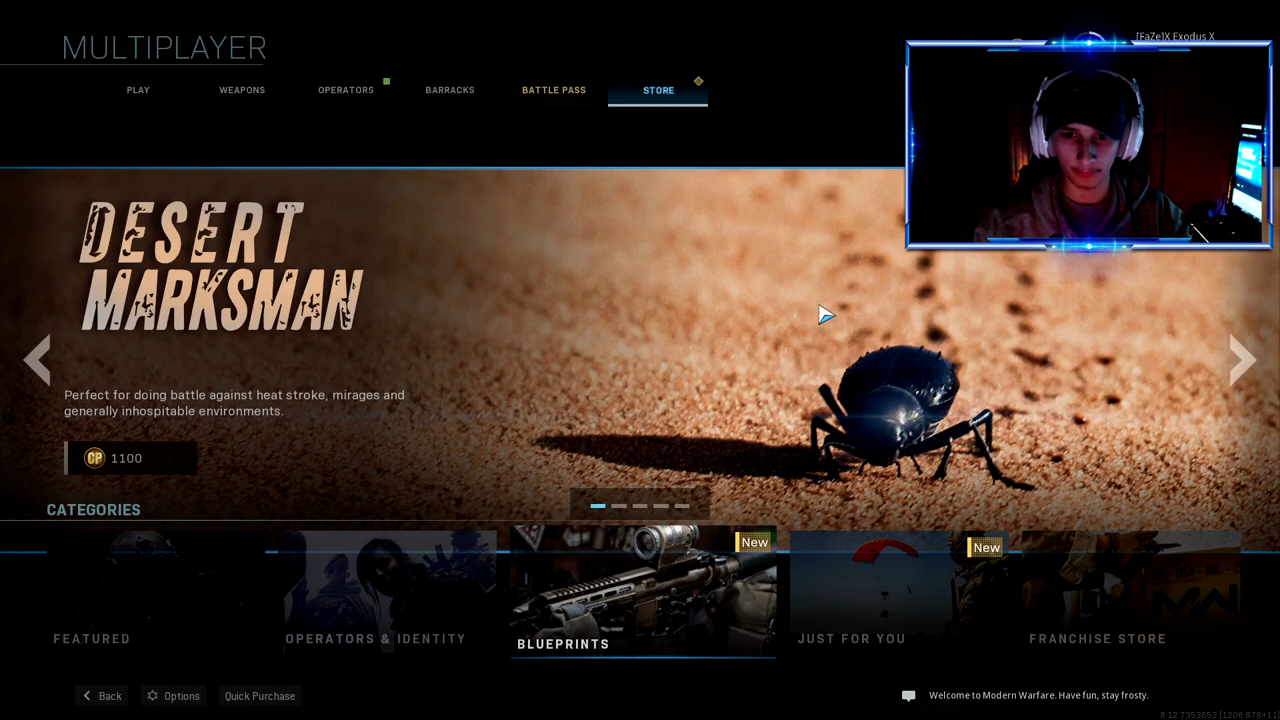 MULTIPLAYER
[FaZe]X Exodus X
PLAY
WEAPONS
OPERATORS
BARRACKS
BATTLE PASS
STORE
DESERT
MARKSMAN
Perfect for doing battle against heat stroke, mirages and
generally inhospitable environments.
CP 1100
CATEGORIES
New
New
FEATURED
OPERATORS & IDENTITY
BLUEPRINTS
JUST FOR YOU
FRANCHISE STORE
Back
Options
Quick Purchase
Welcome to Modern Warfare. Have fun, stay frosty.